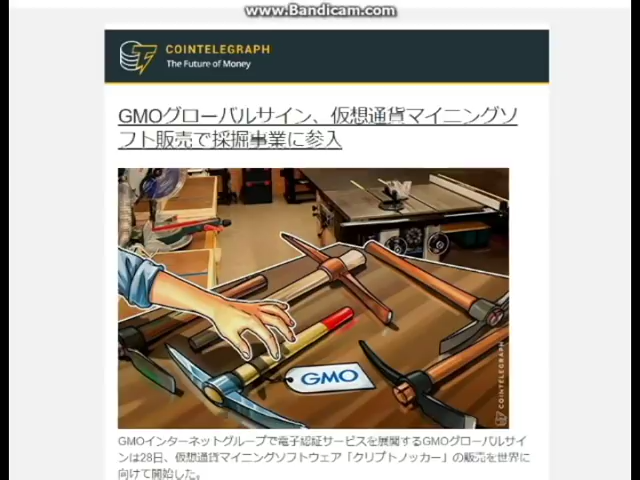 www.Bandicam.com
COINTELEGRAPH
The Future of Money
GMOグローバルサイン、仮想通貨マイニングソ
フト販売で採掘事業に参入
GMO
COINTELEGRAPH
GMOインターネットグループで電子認証サービスを展開するGMOグローバルサイ
ンは28日、仮想通貨マイニングソフトウェア「クリプトノッカー」の販売を世界に
向けて開始した。